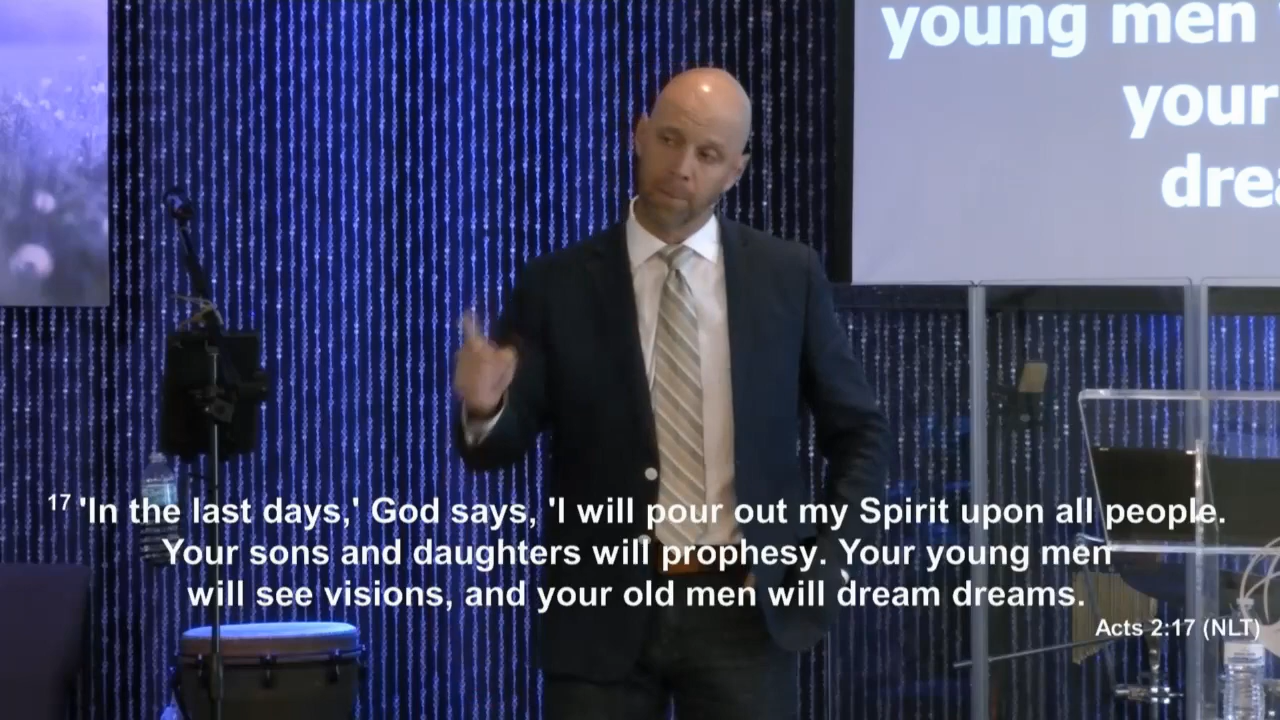 young men
your
17 'In the last days,' God says, 'I will pour out my Spirit upon all people.
Your sons and daughters will prophesy. Your young men
will see visions, and your old men will dream dreams.
Acts 2:17 (NLT)